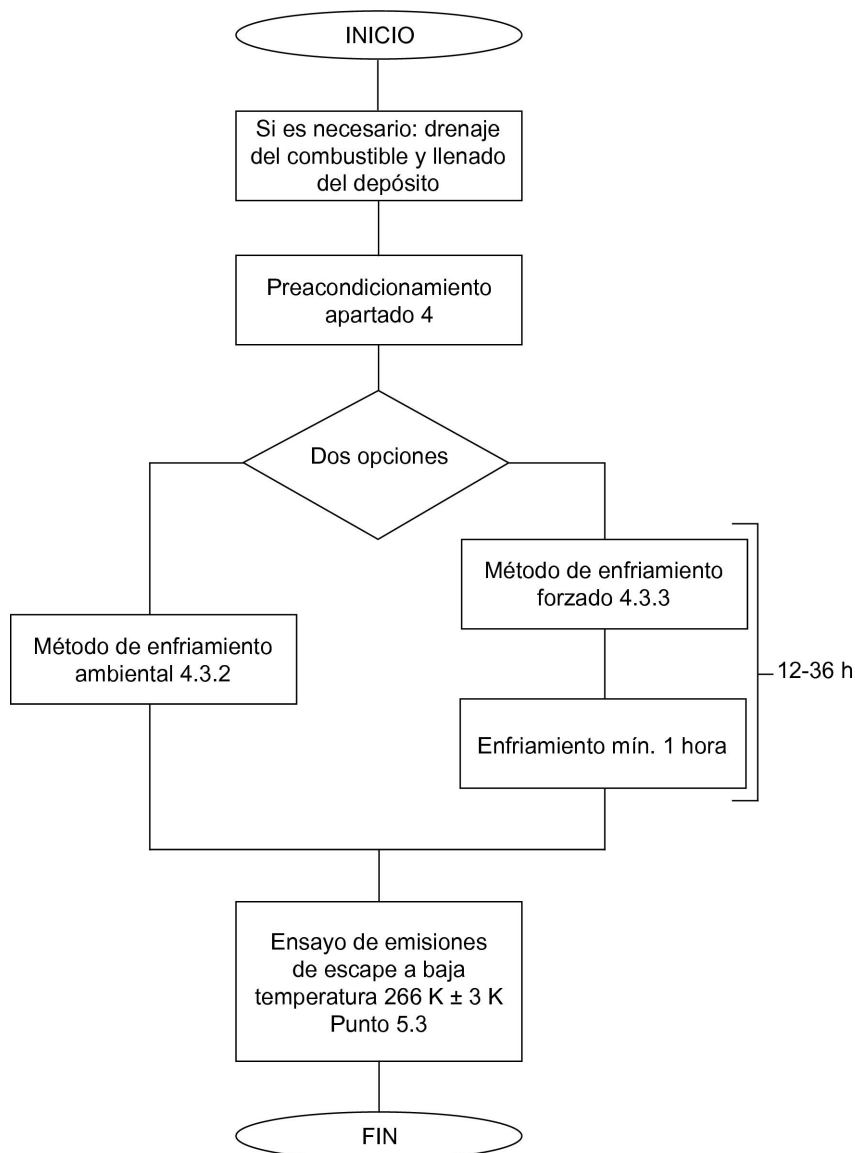 INICIO
Si es necesario: drenaje
del combustible y llenado
del depósito
Preacondicionamiento
apartado 4
Dos opciones
Método de enfriamiento
ambiental 4.3.2
Método de enfriamiento
forzado 4.3.3
Enfriamiento mín. 1 hora
12-36 h
Ensayo de emisiones
de escape a baja
temperatura 266 K ± 3 K
Punto 5.3
FIN